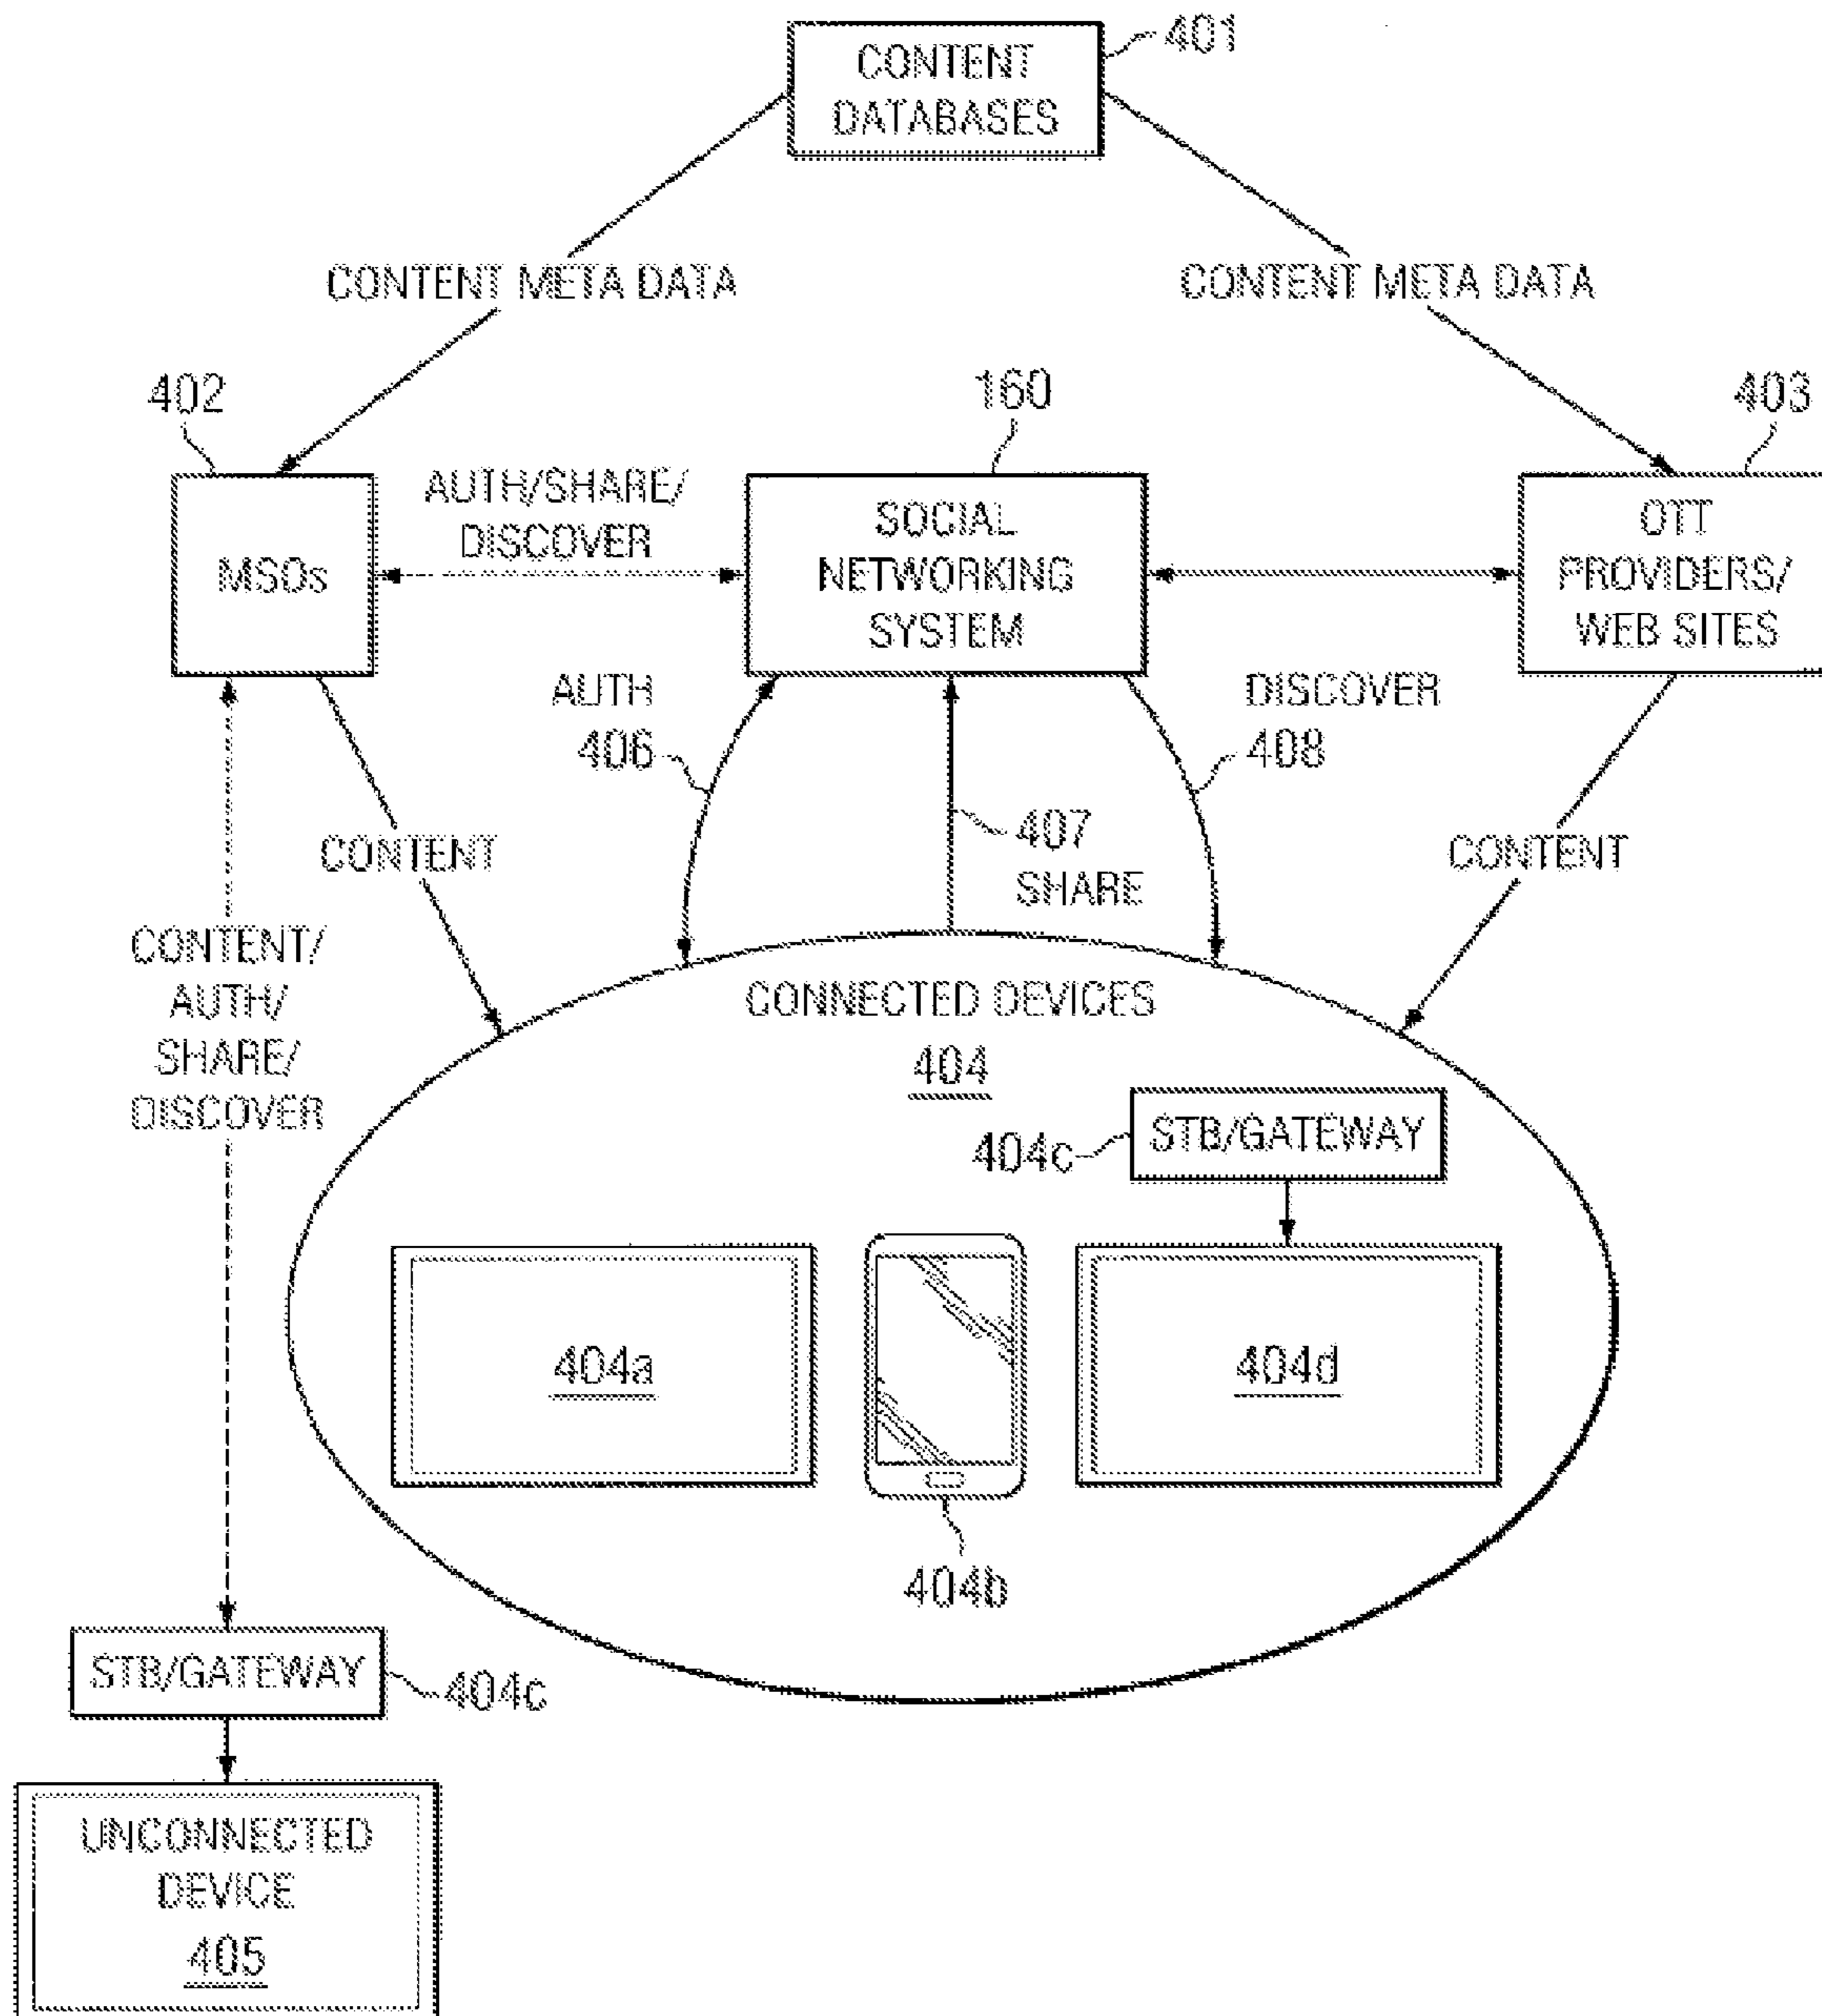 401
CONTENT
DATABASES
CONTENT META DATA
CONTENT META DATA
402
160
403
MSOs
AUTH/SHARE/
DISCOVER
SOCIAL
NETWORKING
SYSTEM
OTT
PROVIDERS/
WEB SITES
AUTH
406
DISCOVER
408
407
SHARE
CONTENT
CONTENT
CONTENT/
AUTH/
SHARE/
DISCOVER
CONNECTED DEVICES
404
404c
STB/GATEWAY
404a
404d
404b
STB/GATEWAY
404c
UNCONNECTED
DEVICE
405